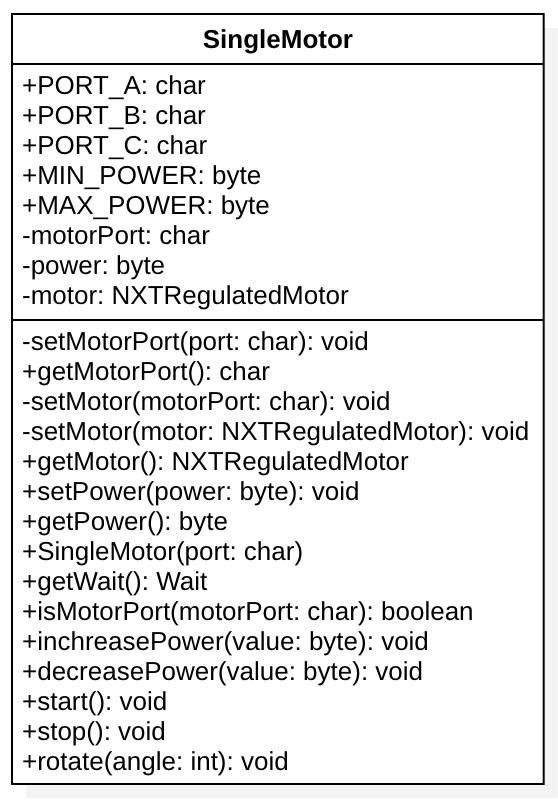 SingleMotor
+PORT_A: char
+PORT_B: char
+PORT_C: char
+MIN_POWER: byte
+MAX_POWER: byte
-motorPort: char
-power: byte
-motor: NXTRegulatedMotor
-setMotorPort(port: char): void
+getMotorPort(): char
-setMotor(motorPort: char): void
-setMotor(motor: NXTRegulatedMotor): void
+getMotor(): NXTRegulatedMotor
+setPower(power: byte): void
+getPower(): byte
+SingleMotor(port: char)
+getWait(): Wait
+isMotorPort(motorPort: char): boolean
+inchreasePower(value: byte): void
+decreasePower(value: byte): void
+start(): void
+stop(): void
+rotate(angle: int): void